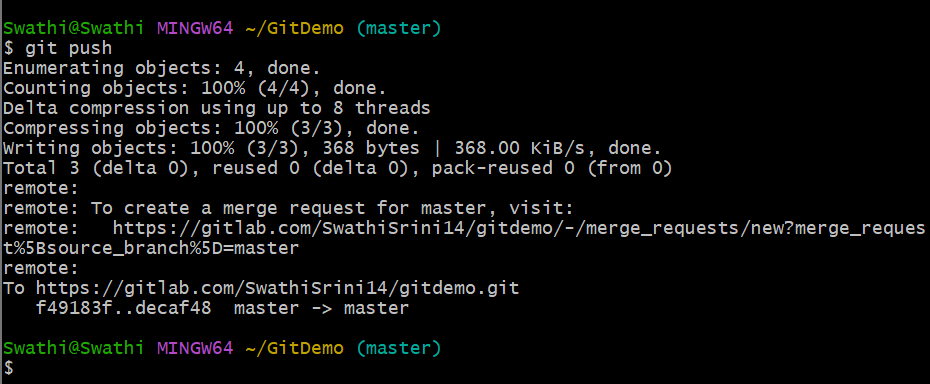 Swathi@Swathi MINGW64 ~/GitDemo (master)
$ git push
Enumerating objects: 4, done.
Counting objects: 100% (4/4), done.
Delta compression using up to 8 threads
Compressing objects: 100% (3/3), done.
Writing objects: 100% (3/3), 368 bytes | 368.00 KiB/s, done.
Total 3 (delta 0), reused 0 (delta 0), pack-reused 0 (from 0)
remote:
remote: To create a merge request for master, visit:
remote:   https://gitlab.com/SwathiSrini14/gitdemo/-/merge_requests/new?merge_reques
t%5Bsource_branch%5D=master
remote:
To https://gitlab.com/SwathiSrini14/gitdemo.git
   f49183f..decaf48  master -> master
Swathi@Swathi MINGW64 ~/GitDemo (master)
$